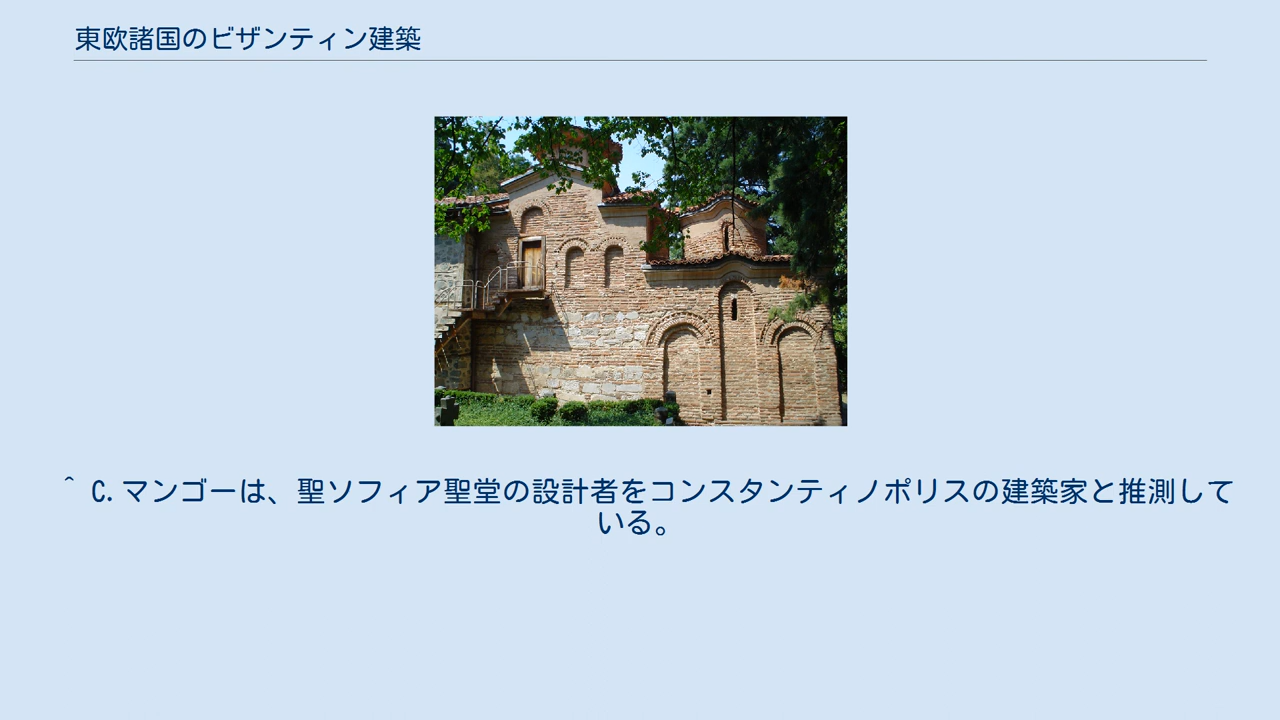 東欧諸国のビザンティン建築
^ C.マンゴーは、聖ソフィア聖堂の設計者をコンスタンティノポリスの建築家と推測して
いる。